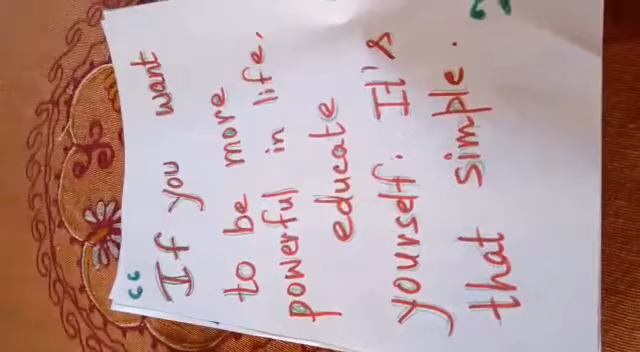 “If you want
to be more
powerful in life,
educate
yourself. It's
that simple.”